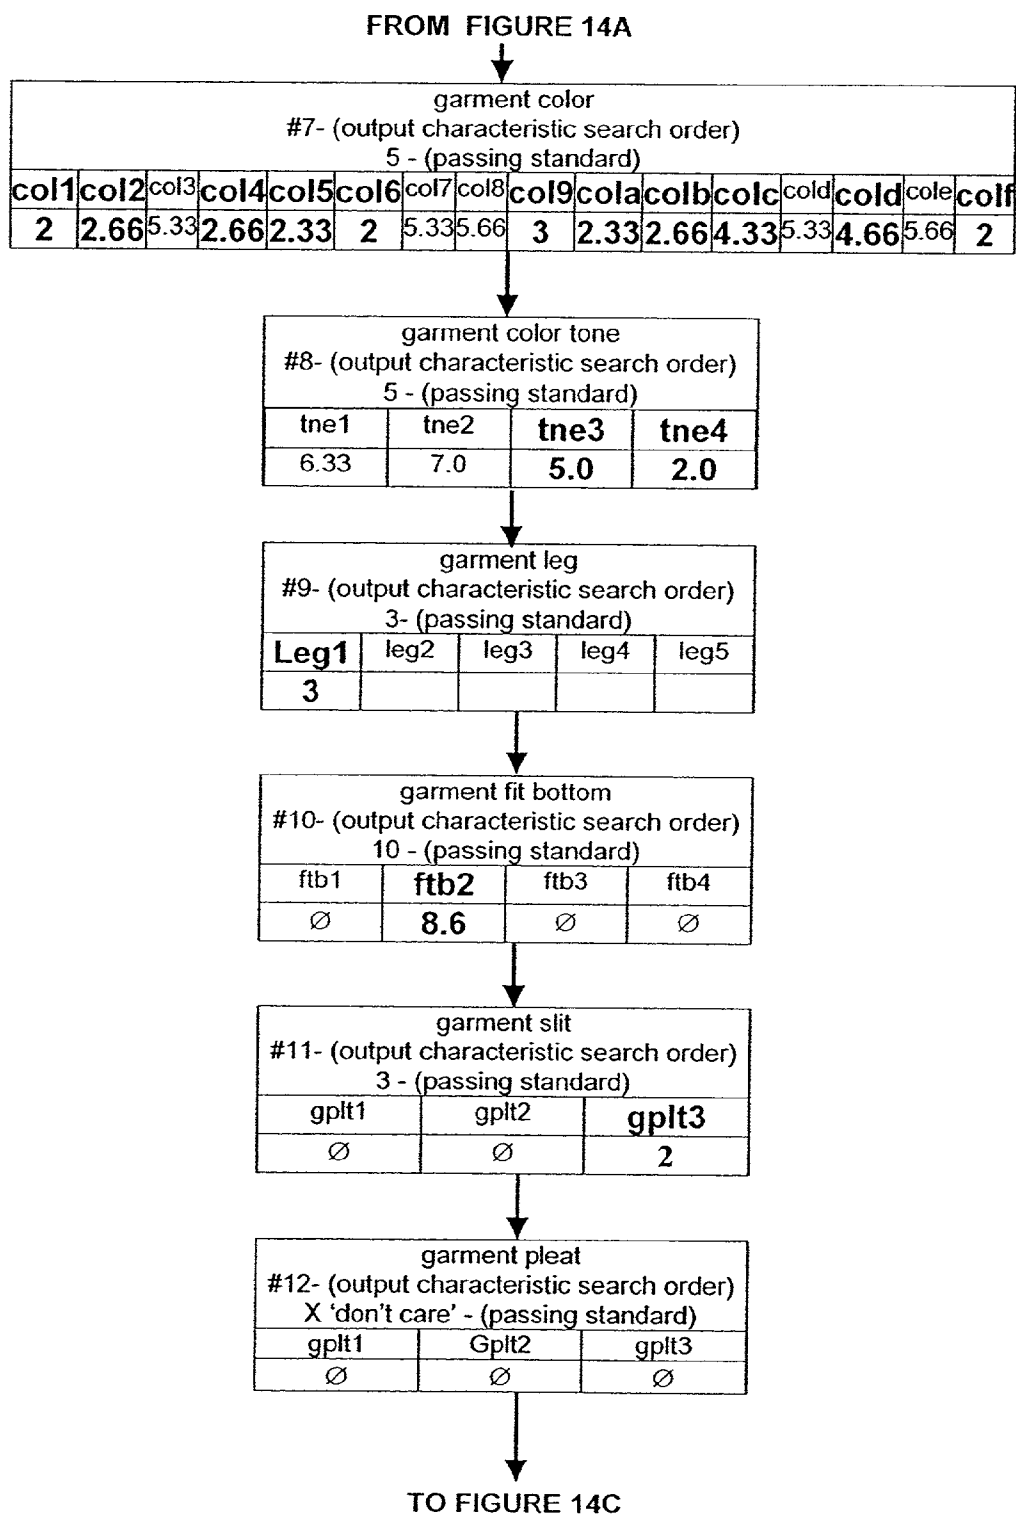 FROM FIGURE 14A
garment color
#7- (output characteristic search order)
5 - (passing standard)
col1 col2 col3 col4 col5 col6 col7 col8 col9 cola colb colc cold cold cole colf
2 2.66 5.33 2.66 2.33 2 5.33 5.66 3 2.33 2.66 4.33 5.33 4.66 5.66 2
garment color tone
#8- (output characteristic search order)
5 - (passing standard)
tne1 tne2 tne3 tne4
6.33 7.0 5.0 2.0
garment leg
#9- (output characteristic search order)
3- (passing standard)
Leg1 leg2 leg3 leg4 leg5
3
garment fit bottom
#10- (output characteristic search order)
10 - (passing standard)
ftb1 ftb2 ftb3 ftb4
∅ 8.6 ∅ ∅
garment slit
#11- (output characteristic search order)
3 - (passing standard)
gplt1 gplt2 gplt3
∅ ∅ 2
garment pleat
#12- (output characteristic search order)
X 'don't care' - (passing standard)
gplt1 Gplt2 gplt3
∅ ∅ ∅
TO FIGURE 14C